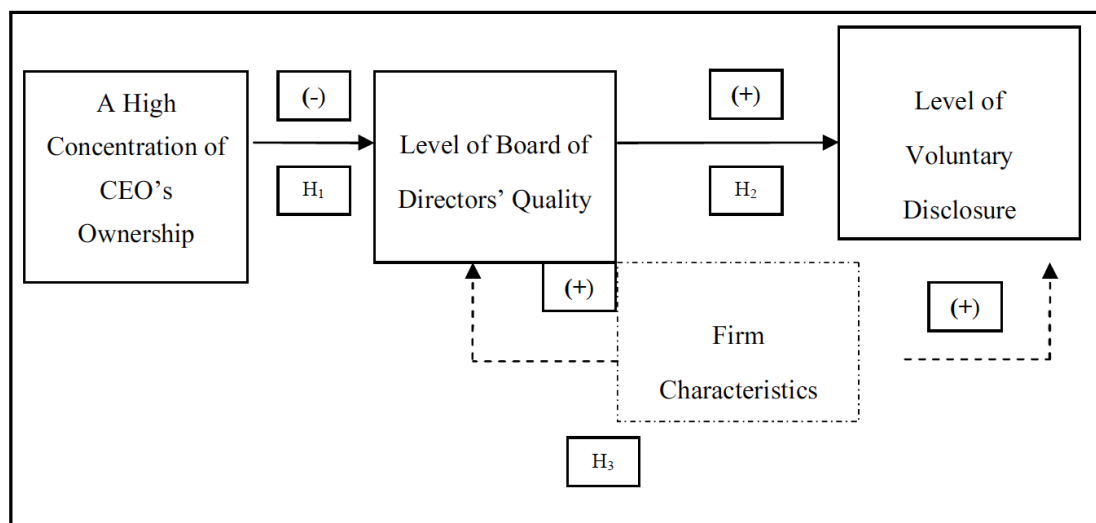 A High
Concentration of
CEO's
Ownership
(-)
H₁
Level of Board of
Directors' Quality
(+)
H₂
Level of
Voluntary
Disclosure
(+)
Firm
Characteristics
(+)
H₃